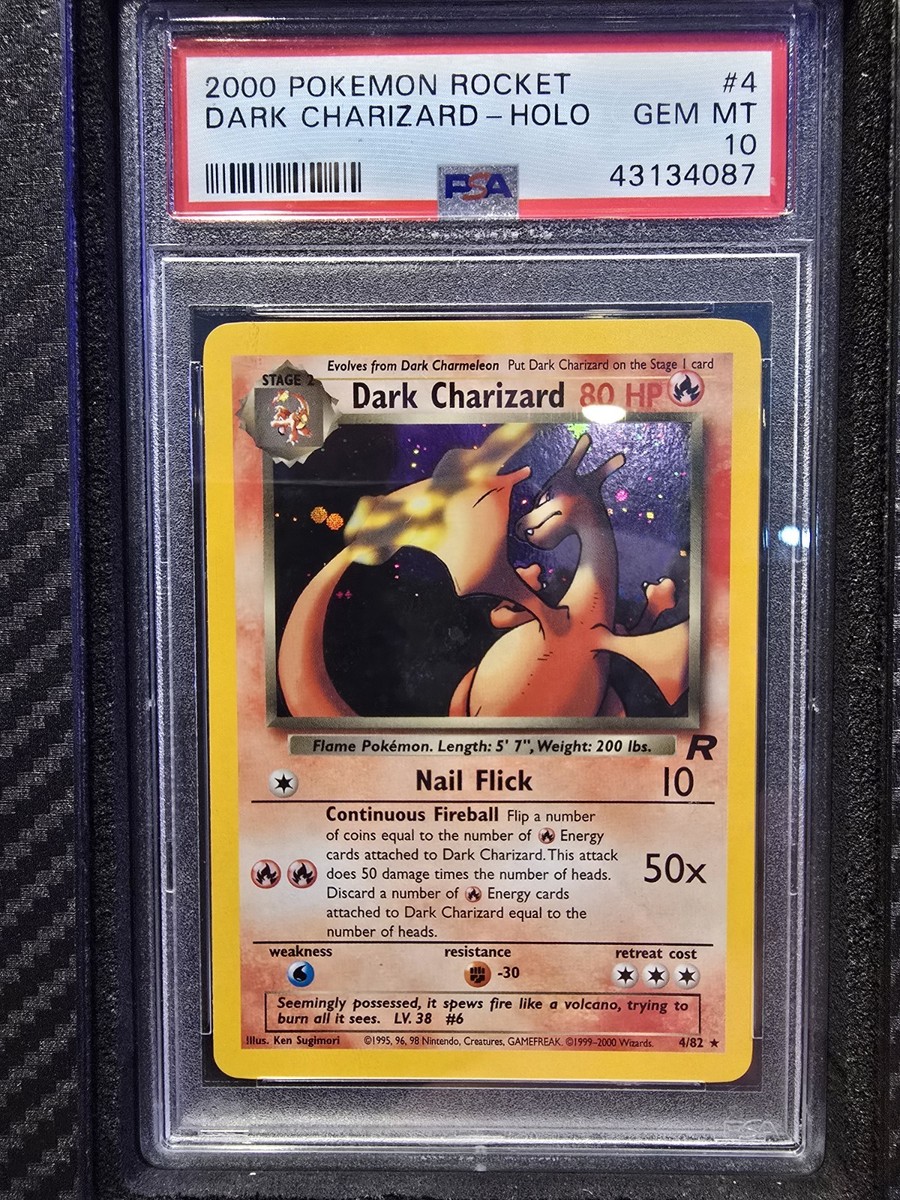 2000 POKEMON ROCKET #4
DARK CHARIZARD - HOLO GEM MT
10
PSA 43134087
Evolves from Dark Charmeleon Put Dark Charizard on the Stage 1 card
STAGE 2
Dark Charizard 80 HP
Flame Pokémon. Length: 5' 7", Weight: 200 lbs. R
Nail Flick 10
Continuous Fireball Flip a number
of coins equal to the number of Energy
cards attached to Dark Charizard. This attack
does 50 damage times the number of heads. 50x
Discard a number of Energy cards
attached to Dark Charizard equal to the
number of heads.
weakness resistance retreat cost
-30
Seemingly possessed, it spews fire like a volcano, trying to
burn all it sees. LV. 38 #6
Illus. Ken Sugimori ©1995, 96, 98 Nintendo, Creatures, GAMEFREAK. ©1999-2000 Wizards. 4/82 ★
PSA